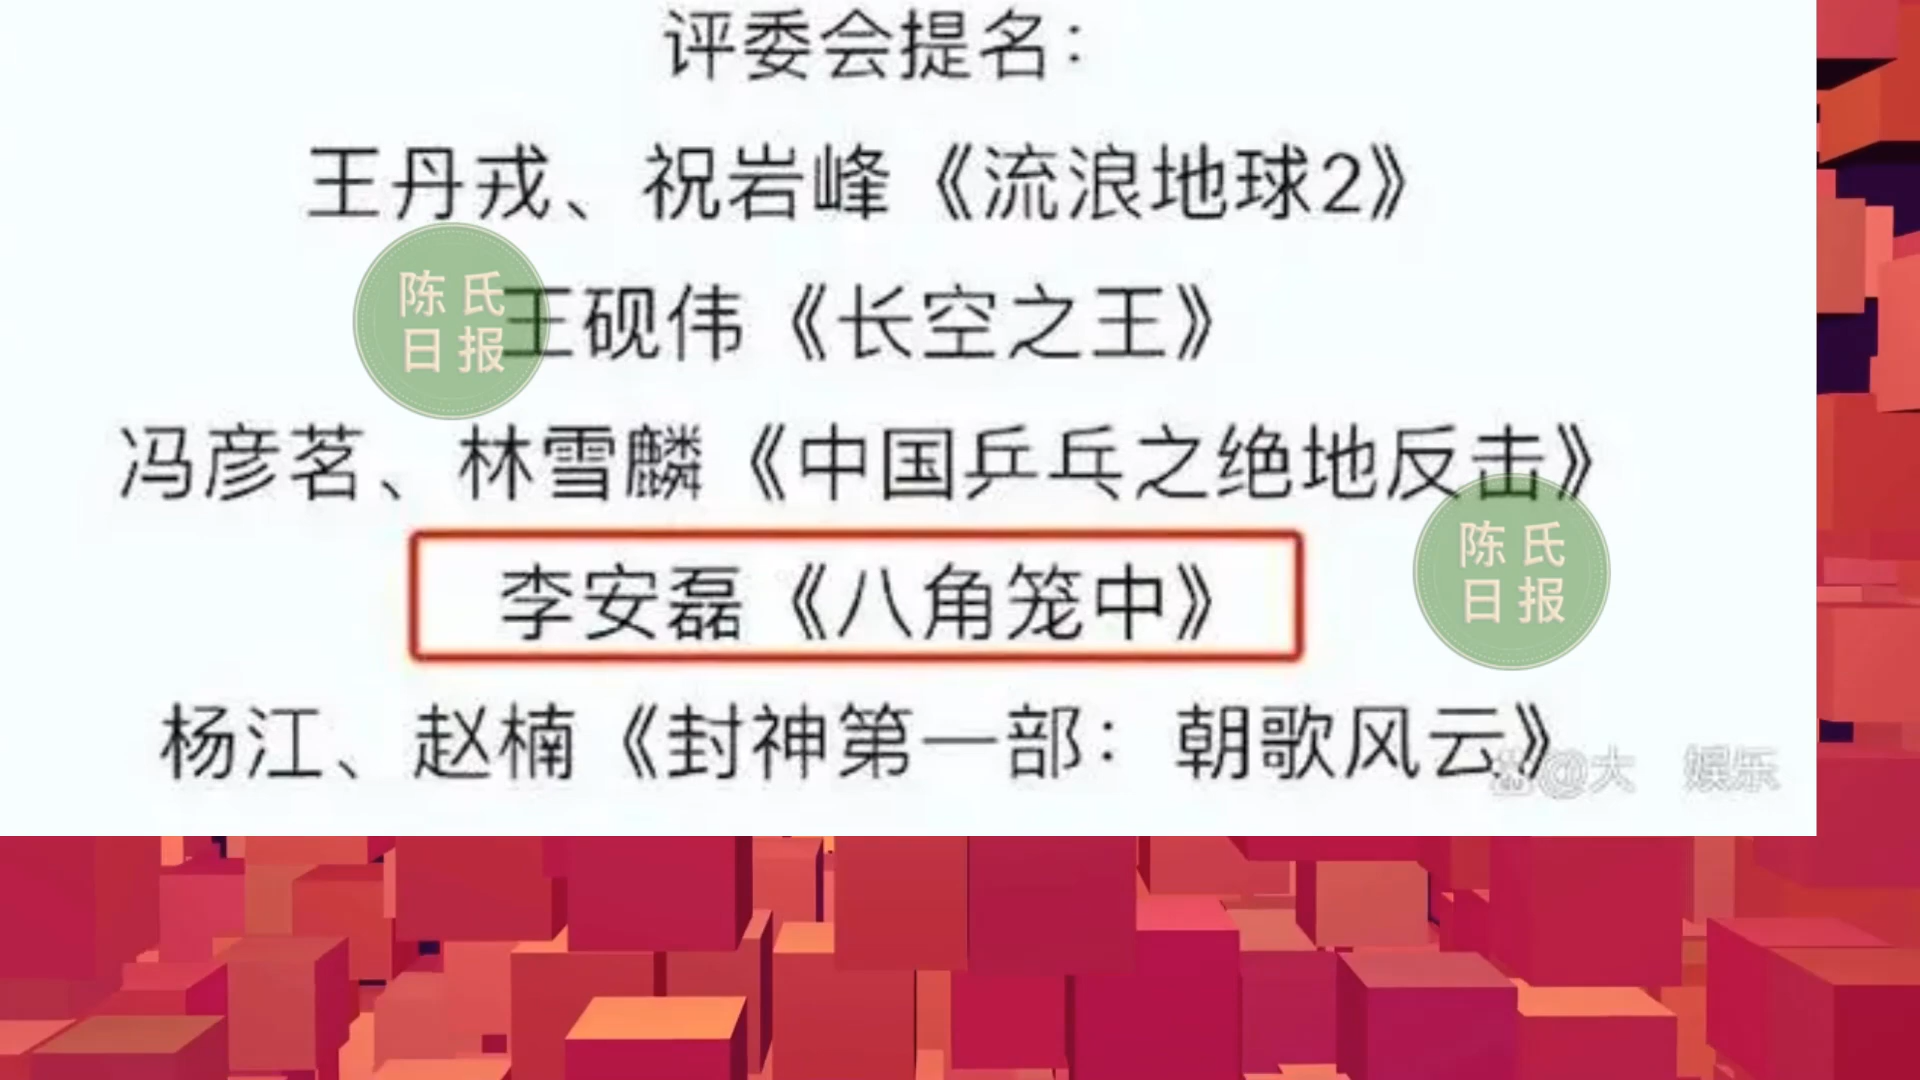 评委会提名：
王丹戎、祝岩峰《流浪地球2》
王砚伟《长空之王》
冯彦茗、林雪麟《中国乒乓之绝地反击》
李安磊《八角笼中》
杨江、赵楠《封神第一部：朝歌风云》
陈氏
日报
陈氏
日报
@大 娱乐